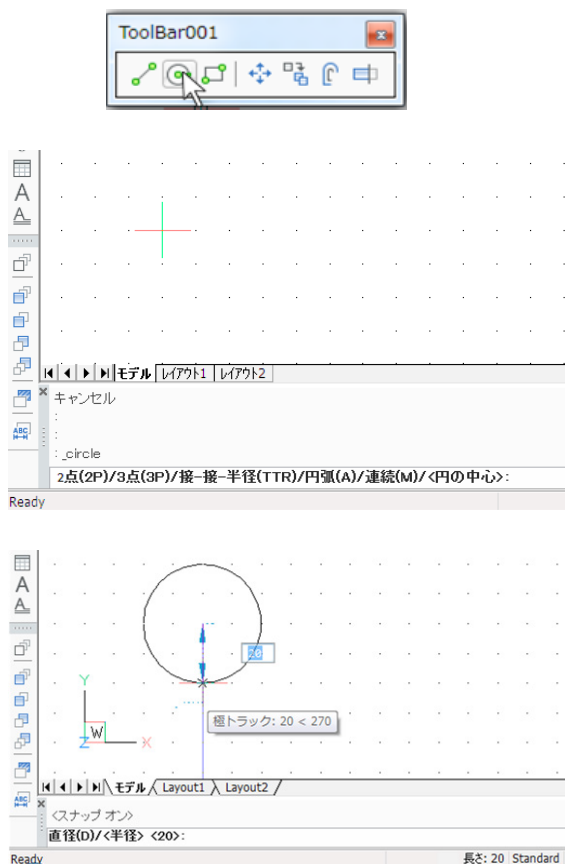 ToolBar001
A
A
モデル レイアウト1 レイアウト2
キャンセル
:
:
: _circle
ABC
2点(2P)/3点(3P)/接-接-半径(TTR)/円弧(A)/連続(M)/<円の中心>:
Ready
A
A
20
Y
極トラック: 20 < 270
W
Z X
モデル Layout1 Layout2
ABC
<スナップ オン>
直径(D)/<半径> <20>:
Ready 長さ: 20 Standard